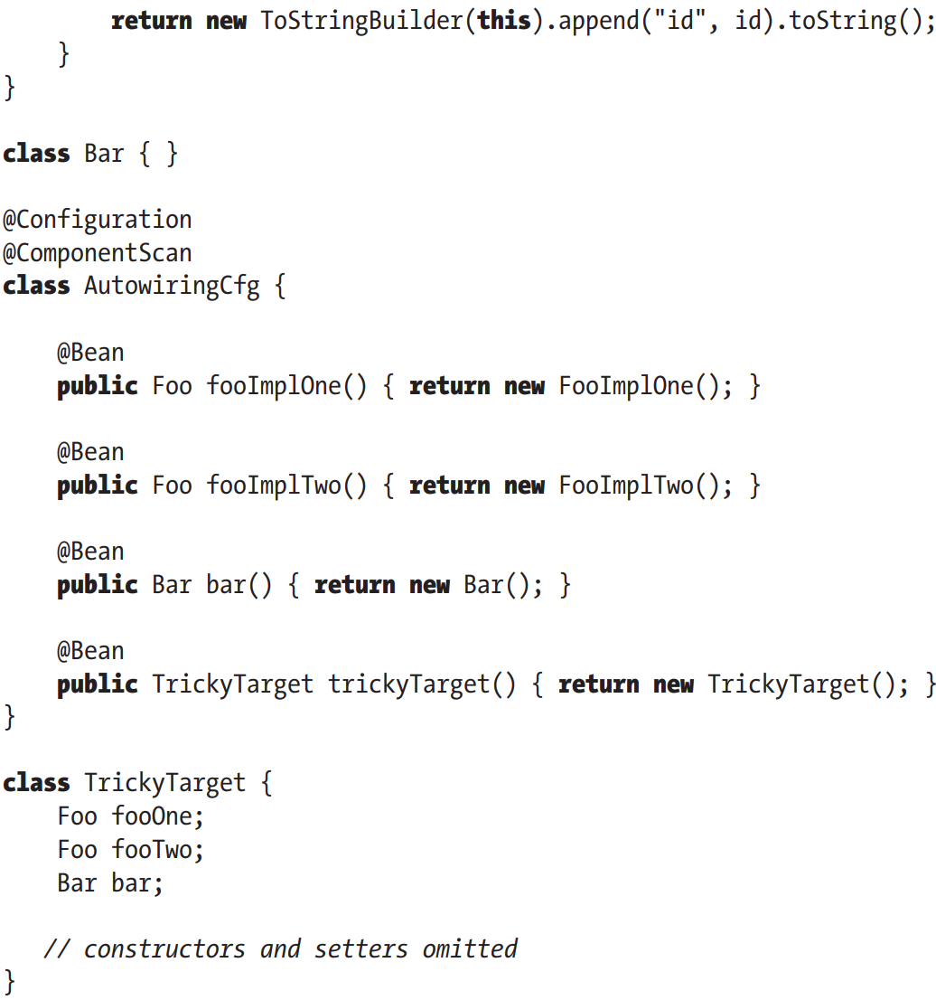 return new ToStringBuilder(this).append("id", id).toString();
    }
}

class Bar { }

@Configuration
@ComponentScan
class AutowiringCfg {

    @Bean
    public Foo fooImplOne() { return new FooImplOne(); }

    @Bean
    public Foo fooImplTwo() { return new FooImplTwo(); }

    @Bean
    public Bar bar() { return new Bar(); }

    @Bean
    public TrickyTarget trickyTarget() { return new TrickyTarget(); }
}

class TrickyTarget {
    Foo fooOne;
    Foo fooTwo;
    Bar bar;

   // constructors and setters omitted
}